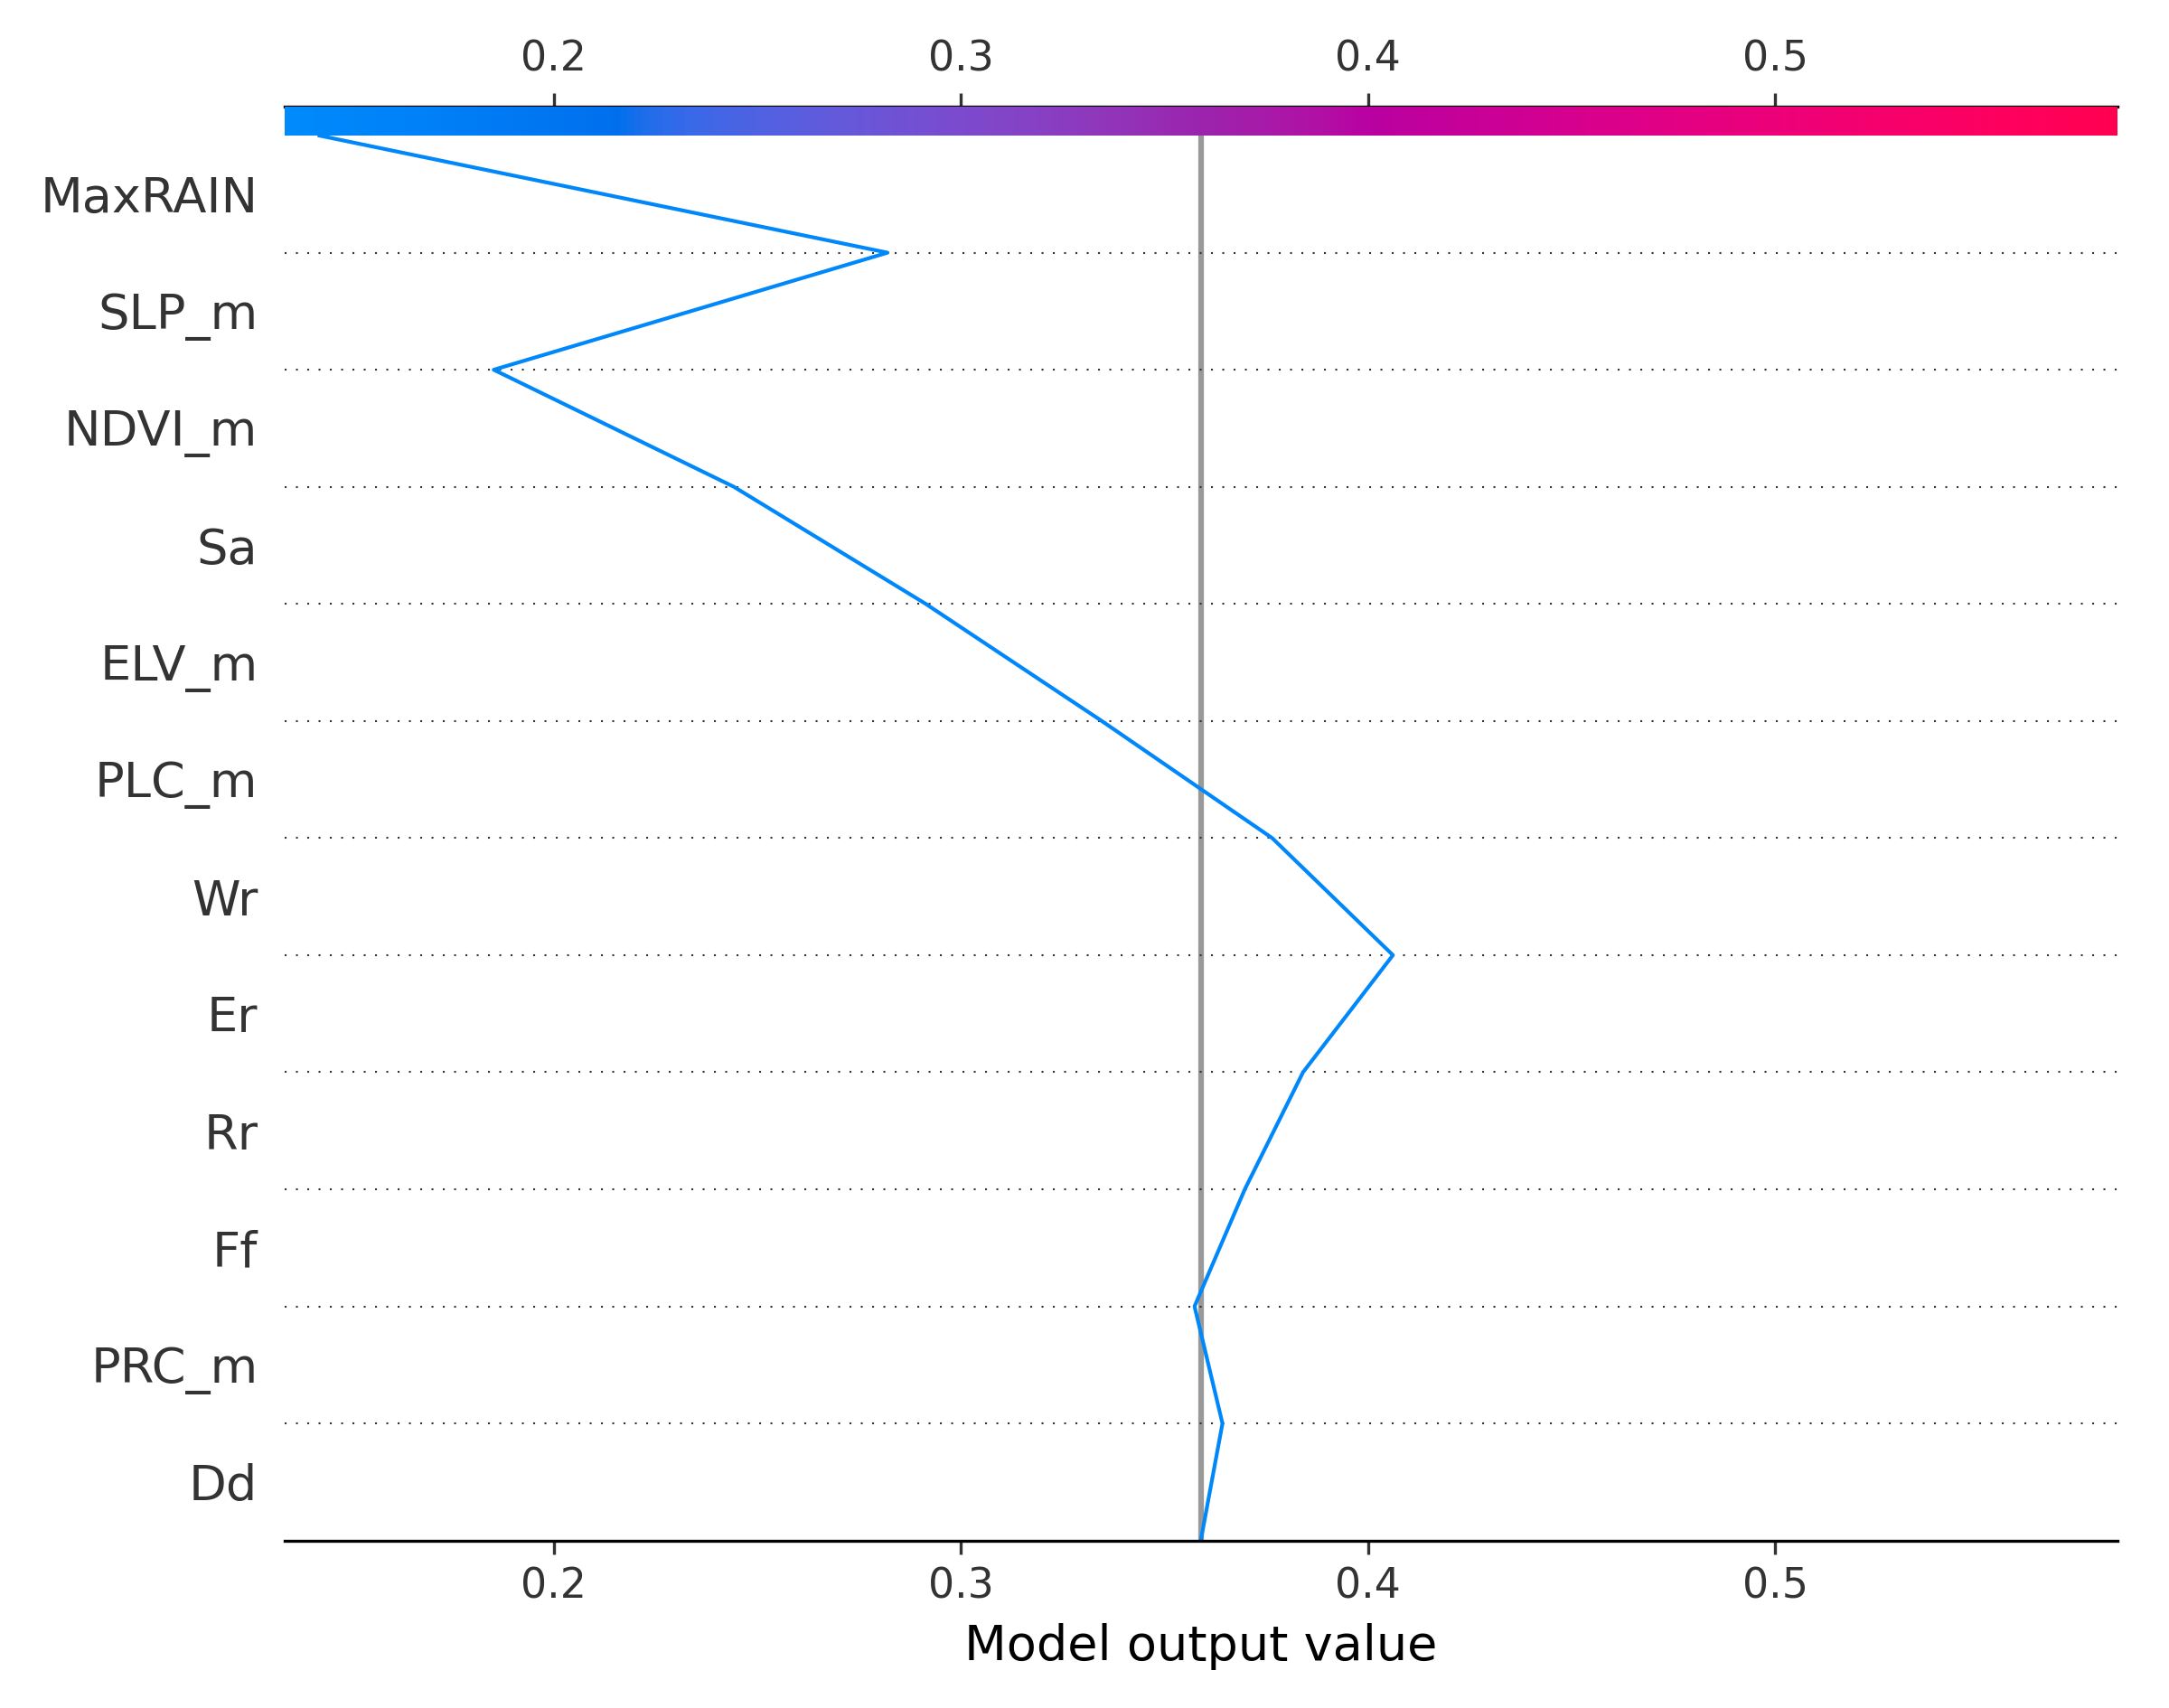 0.2 0.3 0.4 0.5
MaxRAIN
SLP_m
NDVI_m
Sa
ELV_m
PLC_m
Wr
Er
Rr
Ff
PRC_m
Dd
0.2 0.3 0.4 0.5
Model output value